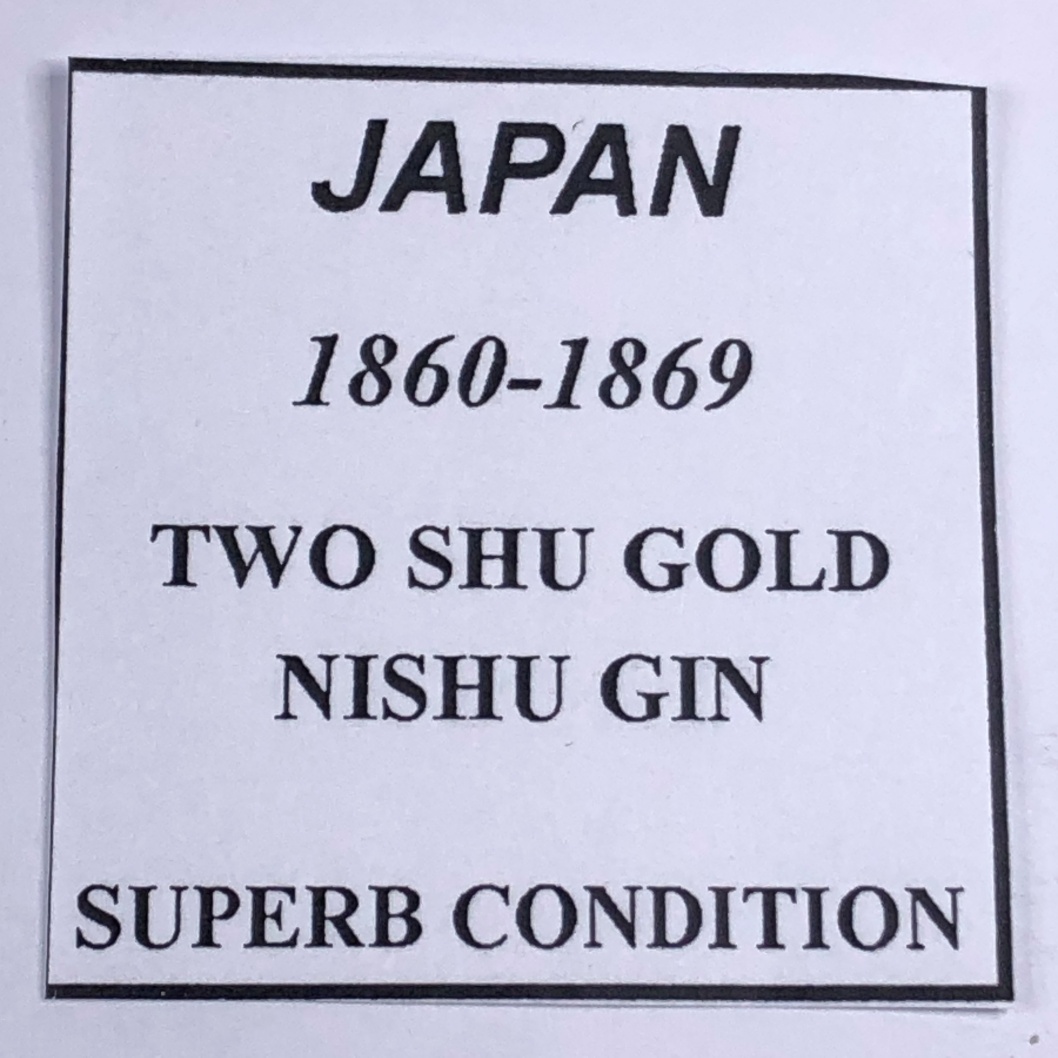 JAPAN
1860-1869
TWO SHU GOLD
NISHU GIN
SUPERB CONDITION